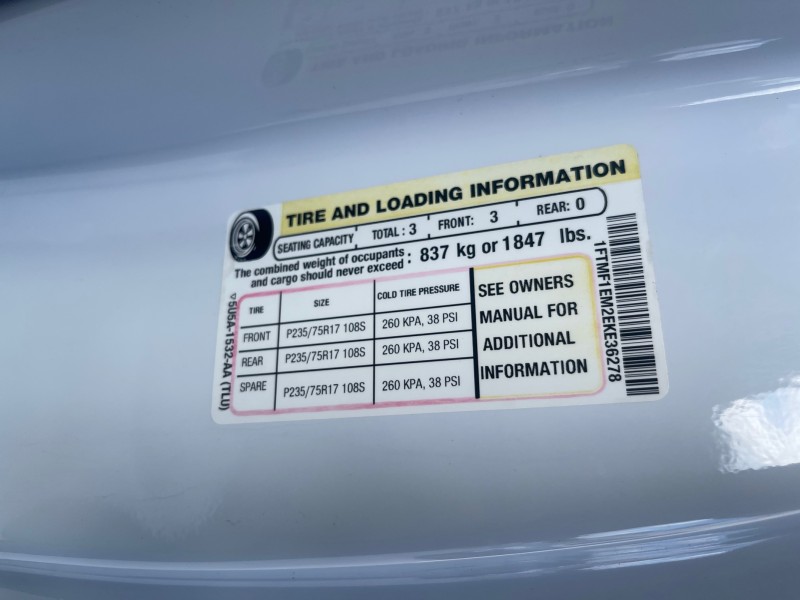 TIRE AND LOADING INFORMATION
SEATING CAPACITY TOTAL : 3 FRONT: 3 REAR: 0
The combined weight of occupants and cargo should never exceed : 837 kg or 1847 lbs.
TIRE SIZE COLD TIRE PRESSURE
FRONT P235/75R17 108S 260 KPA, 38 PSI
REAR P235/75R17 108S 260 KPA, 38 PSI
SPARE P235/75R17 108S 260 KPA, 38 PSI
SEE OWNERS
MANUAL FOR
ADDITIONAL
INFORMATION
1FTMF1EM2EKE36278
▽5U5A-1532-AA (TLU)